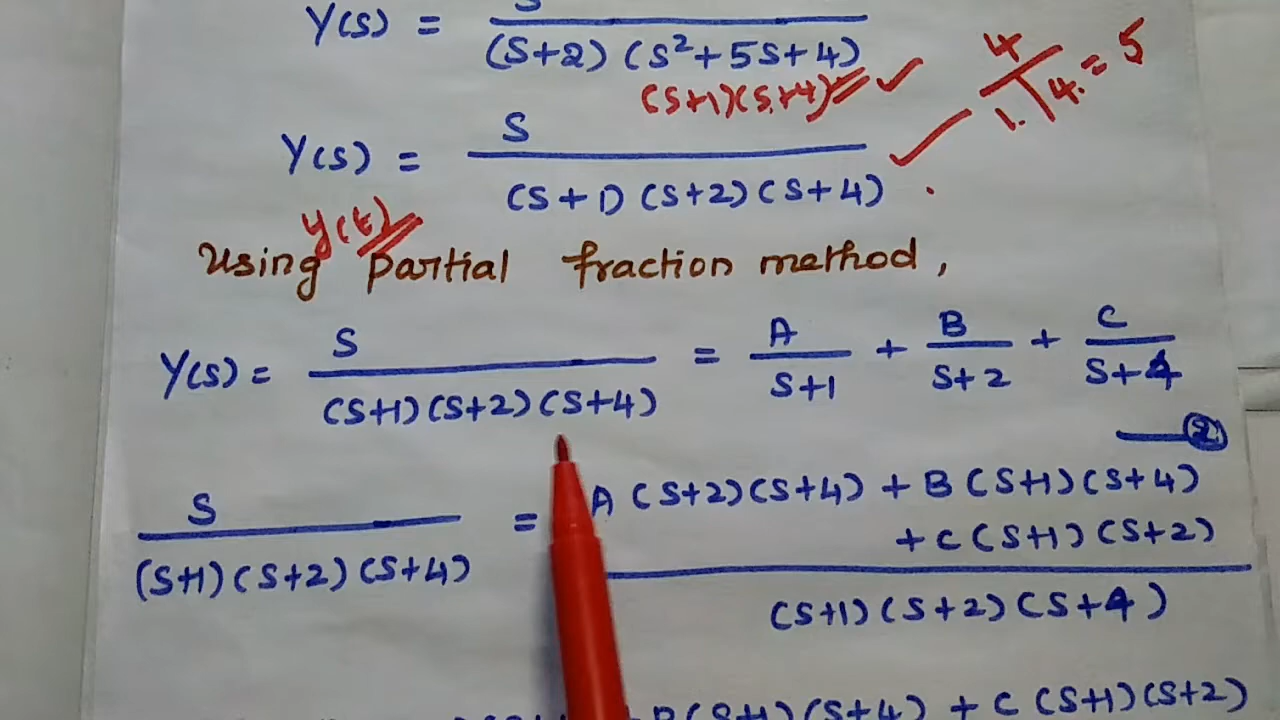 S
Y(S) = ─────
(S+2) (S²+5S+4)
(S+1)(S+4) ✓
4
1. 4. = 5
S
Y(S) =
(S+1) (S+2) (S+4) ✓ .
y(t)
Using partial fraction method,
Y(S) = S / (S+1)(S+2)(S+4) = A / S+1 + B / S+2 + C / S+4
2
S / (S+1)(S+2)(S+4) = A (S+2)(S+4) + B (S+1)(S+4)
+ C (S+1)(S+2)
(S+1)(S+2)(S+4)
B(S+1)(S+4) + C (S+1)(S+2)